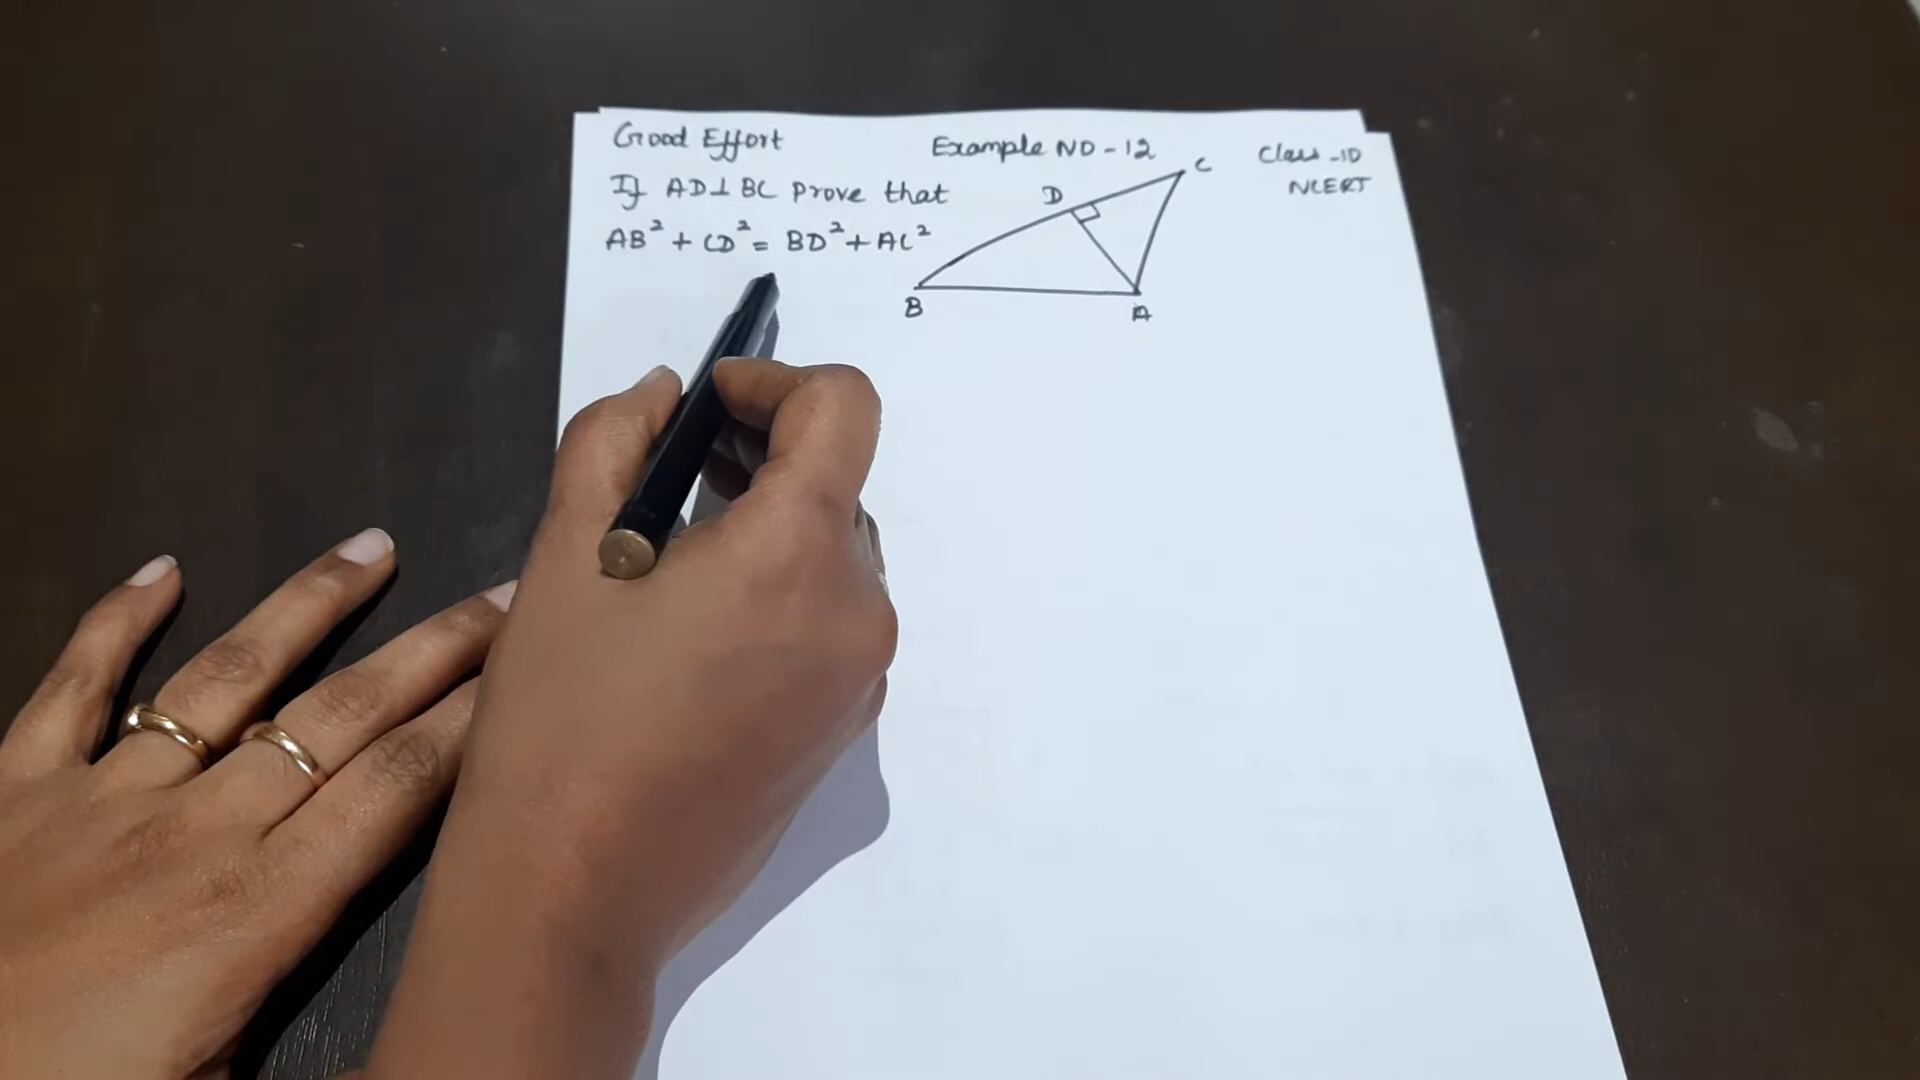 Good Effort
Example NO-12
Class-10
NCERT
If AD⊥BC prove that
AB² + CD² = BD² + AC²
C
D
B
A